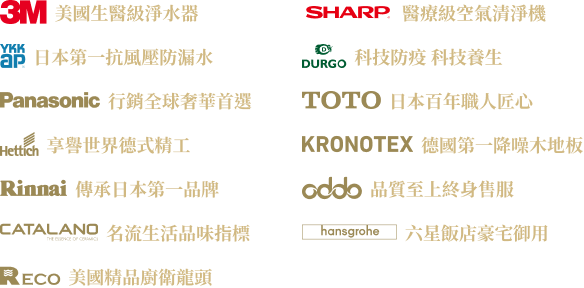 3M 美國生醫級淨水器
SHARP 醫療級空氣清淨機
YKK ap 日本第一抗風壓防漏水
DURGO 科技防疫 科技養生
Panasonic 行銷全球奢華首選
TOTO 日本百年職人匠心
Hettich 享譽世界德式精工
KRONOTEX 德國第一降噪木地板
Rinnai 傳承日本第一品牌
oddo 品質至上終身售服
CATALANO 名流生活品味指標
THE ESSENCE OF CERAMICS
hansgrohe 六星飯店豪宅御用
RECO 美國精品廚衛龍頭